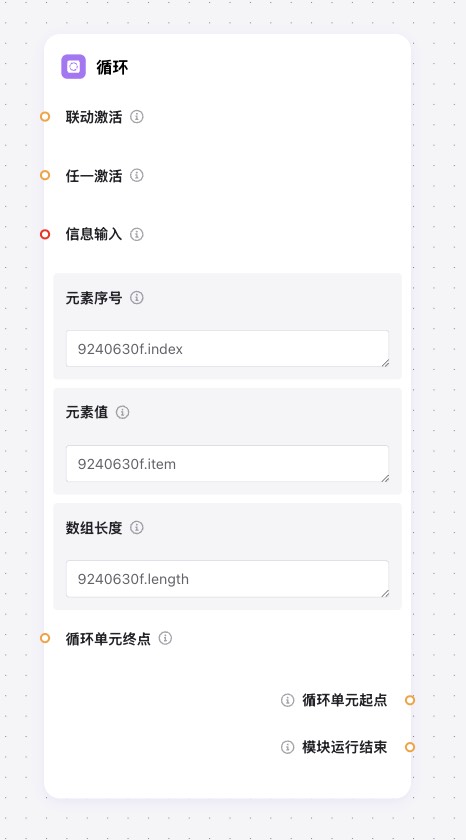 循环
联动激活
任一激活
信息输入
元素序号
9240630f.index
元素值
9240630f.item
数组长度
9240630f.length
循环单元终点
循环单元起点
模块运行结束